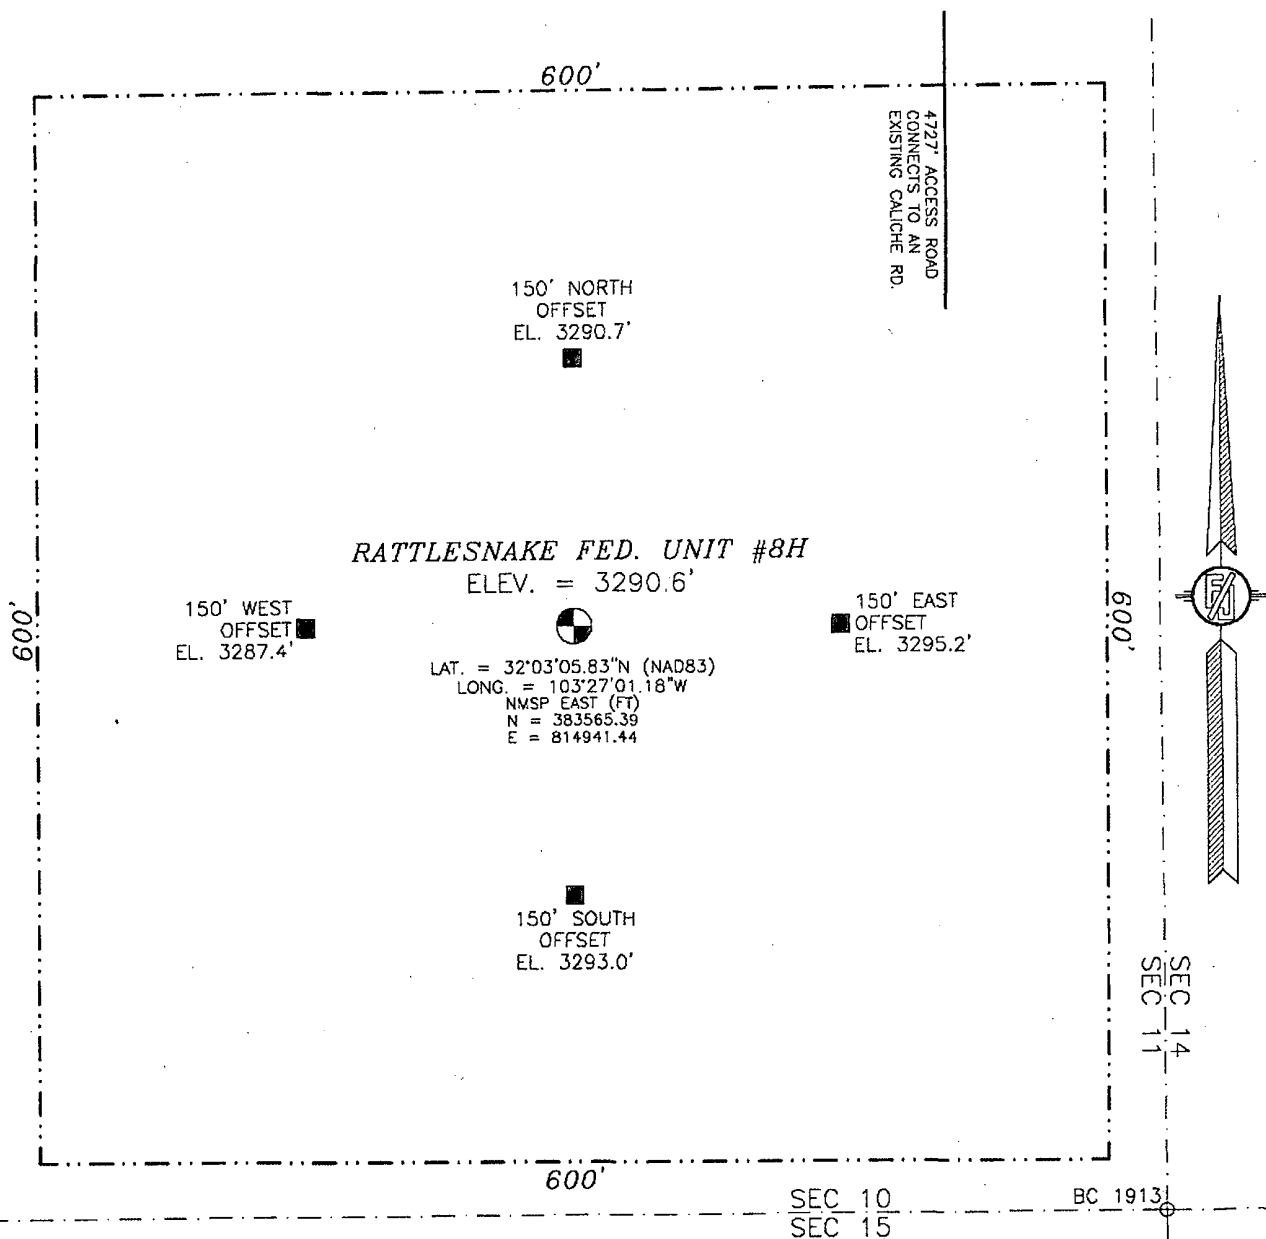 600'
4727' ACCESS ROAD
CONNECTS TO AN
EXISTING CALICHE RD.
150' NORTH
OFFSET
EL. 3290.7'
RATTLESNAKE FED. UNIT #8H
ELEV. = 3290.6'
600'
150' WEST
OFFSET
EL. 3287.4'
150' EAST
OFFSET
EL. 3295.2'
600'
LAT. = 32°03'05.83"N (NAD83)
LONG. = 103°27'01.18"W
NMSP EAST (FT)
N = 383565.39
E = 814941.44
150' SOUTH
OFFSET
EL. 3293.0'
SEC 14
SEC 11
600'
SEC 10
SEC 15
BC 1913